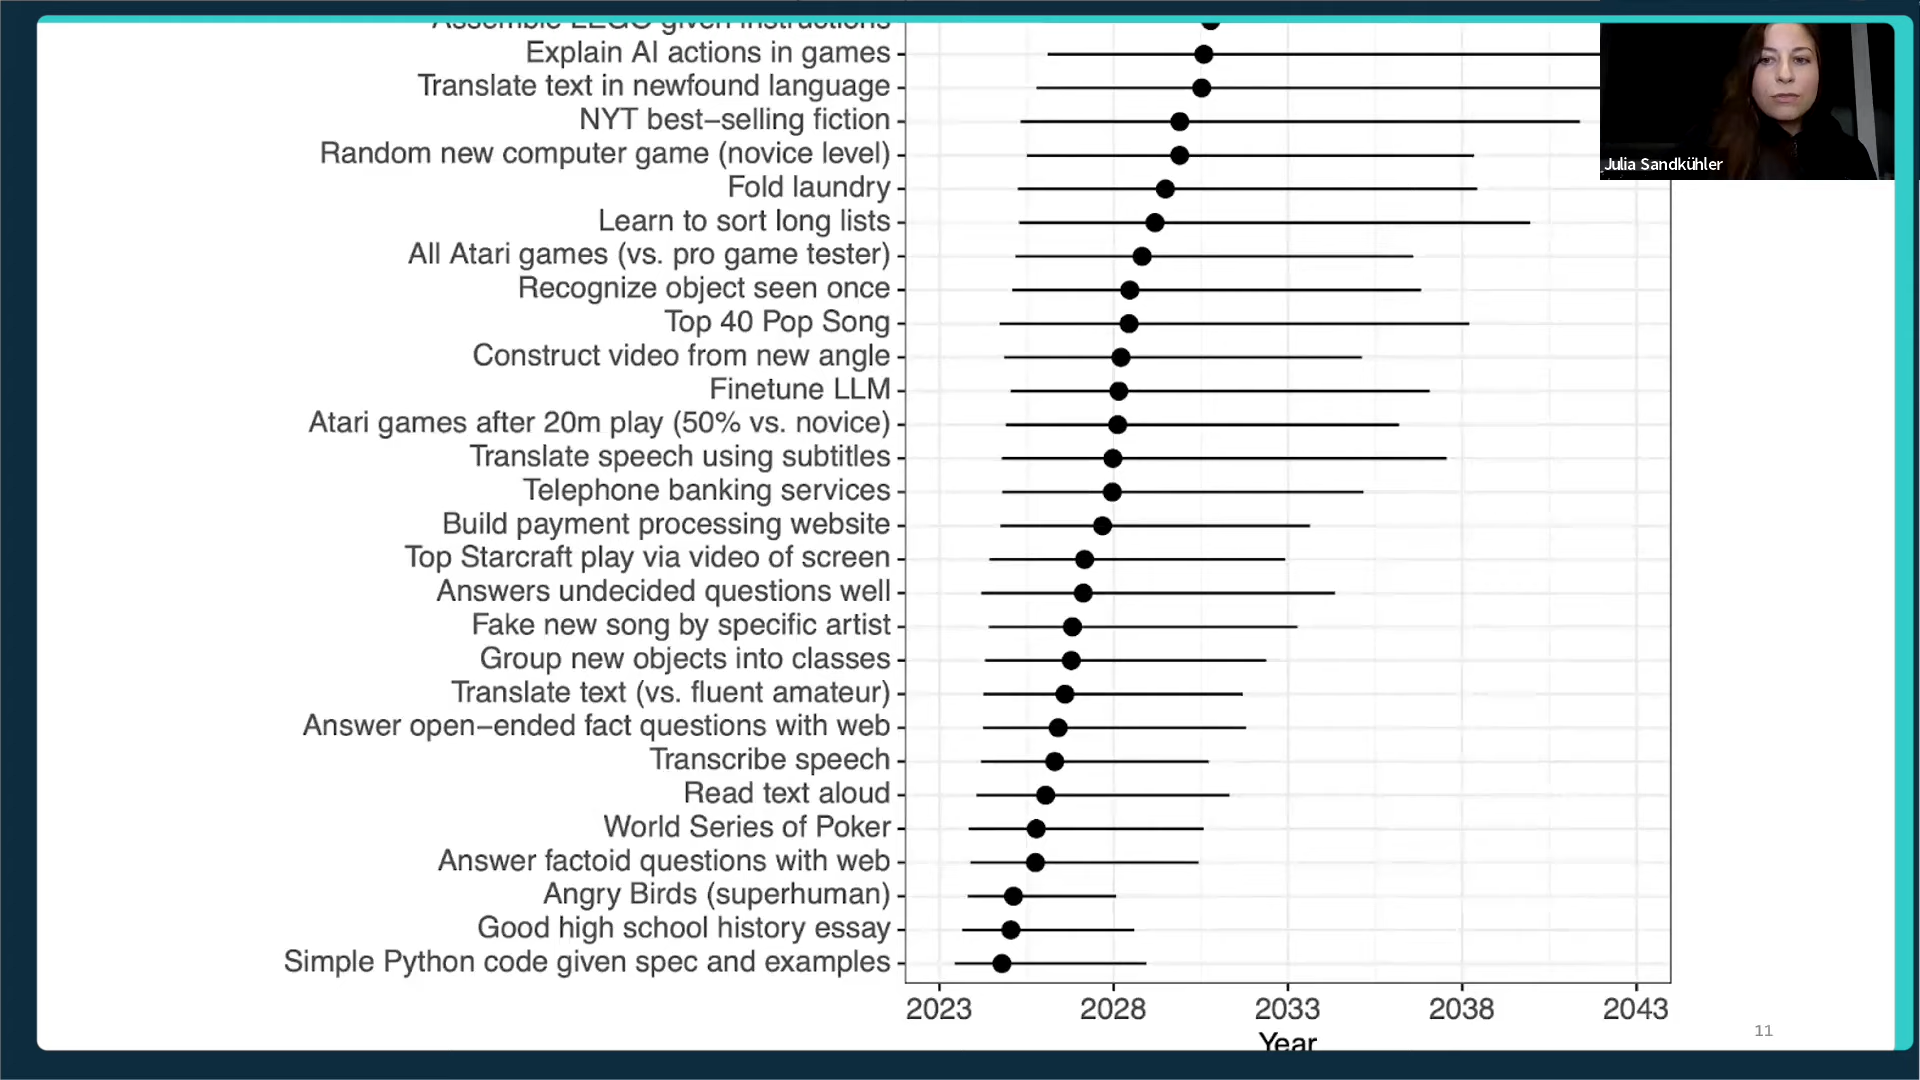 Assemble LEGO given instructions
Explain AI actions in games
Translate text in newfound language
NYT best–selling fiction
Random new computer game (novice level)
Fold laundry
Learn to sort long lists
All Atari games (vs. pro game tester)
Recognize object seen once
Top 40 Pop Song
Construct video from new angle
Finetune LLM
Atari games after 20m play (50% vs. novice)
Translate speech using subtitles
Telephone banking services
Build payment processing website
Top Starcraft play via video of screen
Answers undecided questions well
Fake new song by specific artist
Group new objects into classes
Translate text (vs. fluent amateur)
Answer open–ended fact questions with web
Transcribe speech
Read text aloud
World Series of Poker
Answer factoid questions with web
Angry Birds (superhuman)
Good high school history essay
Simple Python code given spec and examples
2023 2028 2033 2038 2043
Year
11
Julia Sandkühler